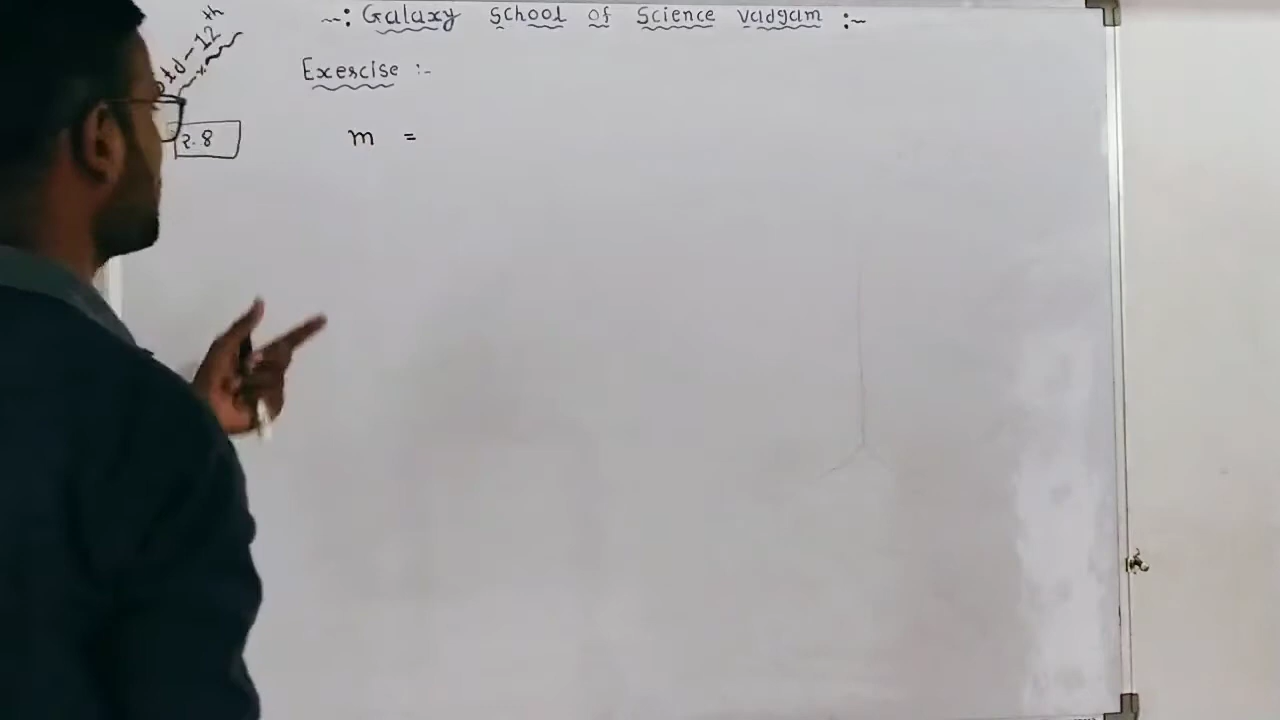 ~: Galaxy School of Science Vadgam :~
Std-12th
Exercise :-
2.8
m =